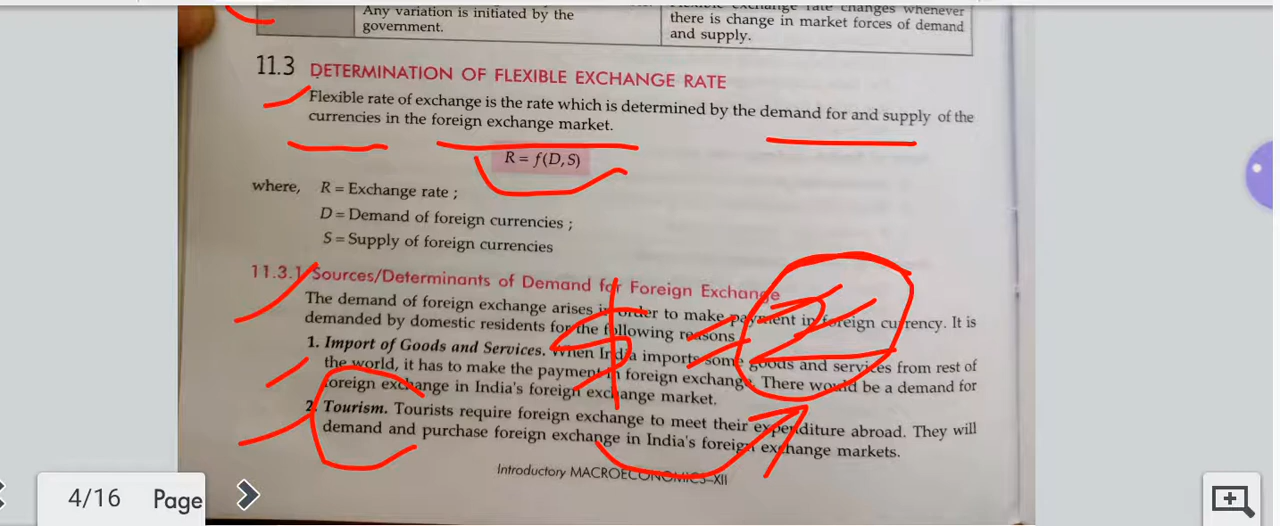 Any variation is initiated by the
government.
Flexible exchange rate changes whenever
there is change in market forces of demand
and supply.
11.3 DETERMINATION OF FLEXIBLE EXCHANGE RATE
Flexible rate of exchange is the rate which is determined by the demand for and supply of the
currencies in the foreign exchange market.
R = f(D, S)
where, R = Exchange rate ;
D = Demand of foreign currencies ;
S = Supply of foreign currencies
11.3.1 Sources/Determinants of Demand for Foreign Exchange
The demand of foreign exchange arises in order to make payment in foreign currency. It is
demanded by domestic residents for the following reasons
1. Import of Goods and Services. When India imports some goods and services from rest of
the world, it has to make the payment in foreign exchange. There would be a demand for
foreign exchange in India's foreign exchange market.
2. Tourism. Tourists require foreign exchange to meet their expenditure abroad. They will
demand and purchase foreign exchange in India's foreign exchange markets.
Introductory MACROECONOMICS–XII
4/16 Page